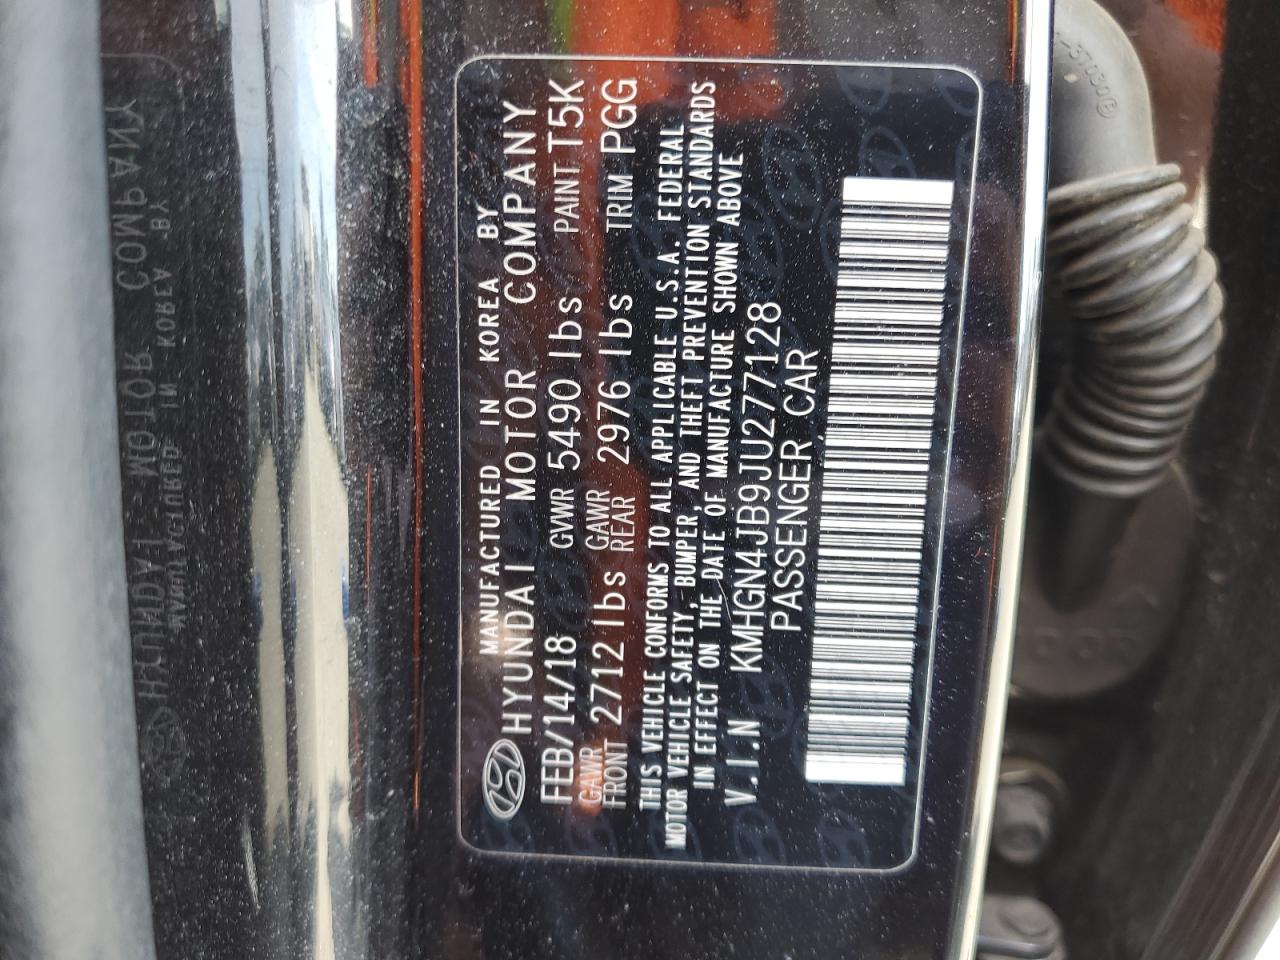 MANUFACTURED IN KOREA BY
HYUNDAI MOTOR COMPANY
FEB/14/18 GVWR 5490 lbs PAINT T5K
GAWR FRONT 2712 lbs GAWR REAR 2976 lbs TRIM PGG
THIS VEHICLE CONFORMS TO ALL APPLICABLE U.S.A. FEDERAL
MOTOR VEHICLE SAFETY, BUMPER, AND THEFT PREVENTION STANDARDS
IN EFFECT ON THE DATE OF MANUFACTURE SHOWN ABOVE
V.I.N KMHGN4JB9JU277128
PASSENGER CAR